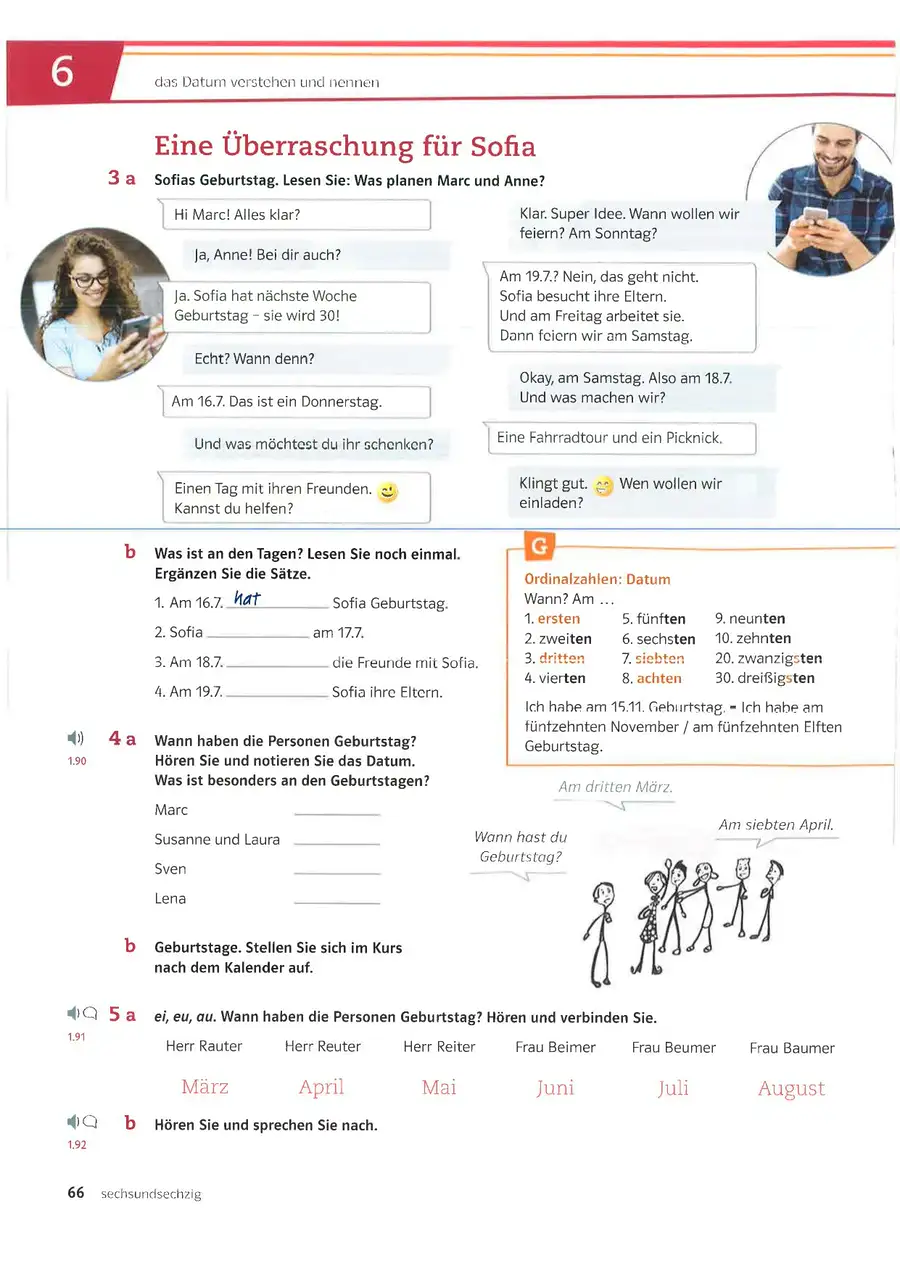 6
das Datum verstehen und nennen
Eine Überraschung für Sofia
3 a Sofias Geburtstag. Lesen Sie: Was planen Marc und Anne?
Hi Marc! Alles klar?
Ja, Anne! Bei dir auch?
Ja. Sofia hat nächste Woche
Geburtstag – sie wird 30!
Echt? Wann denn?
Am 16.7. Das ist ein Donnerstag.
Und was möchtest du ihr schenken?
Einen Tag mit ihren Freunden.
Kannst du helfen?
Klar. Super Idee. Wann wollen wir
feiern? Am Sonntag?
Am 19.7.? Nein, das geht nicht.
Sofia besucht ihre Eltern.
Und am Freitag arbeitet sie.
Dann feiern wir am Samstag.
Okay, am Samstag. Also am 18.7.
Und was machen wir?
Eine Fahrradtour und ein Picknick.
Klingt gut. Wen wollen wir
einladen?
b Was ist an den Tagen? Lesen Sie noch einmal.
Ergänzen Sie die Sätze.
1. Am 16.7. hat Sofia Geburtstag.
2. Sofia ____________ am 17.7.
3. Am 18.7. ____________ die Freunde mit Sofia.
4. Am 19.7. ____________ Sofia ihre Eltern.
G
Ordinalzahlen: Datum
Wann? Am ...
1. ersten 5. fünften 9. neunten
2. zweiten 6. sechsten 10. zehnten
3. dritten 7. siebten 20. zwanzigsten
4. vierten 8. achten 30. dreißigsten
Ich habe am 15.11. Geburtstag. = Ich habe am
fünfzehnten November / am fünfzehnten Elften
Geburtstag.
4 a Wann haben die Personen Geburtstag?
1.90 Hören Sie und notieren Sie das Datum.
Was ist besonders an den Geburtstagen?
Marc ____________
Susanne und Laura ____________
Sven ____________
Lena ____________
Am dritten März.
Am siebten April.
Wann hast du
Geburtstag?
b Geburtstage. Stellen Sie sich im Kurs
nach dem Kalender auf.
5 a ei, eu, au. Wann haben die Personen Geburtstag? Hören und verbinden Sie.
1.91
Herr Rauter Herr Reuter Herr Reiter Frau Beimer Frau Beumer Frau Baumer
März April Mai Juni Juli August
b Hören Sie und sprechen Sie nach.
1.92
66 sechsundsechzig